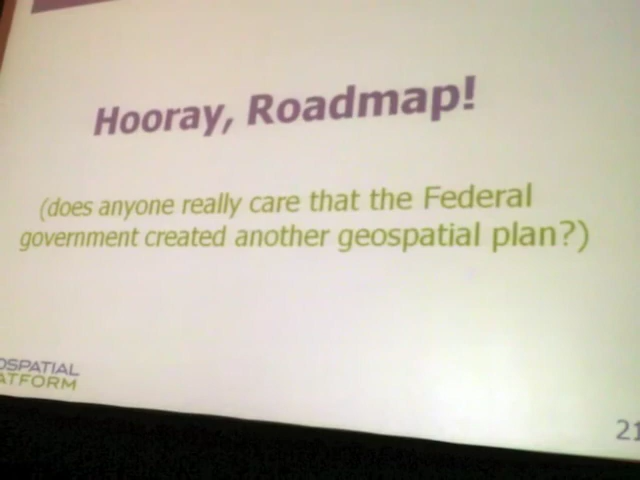 Hooray, Roadmap!
(does anyone really care that the Federal
government created another geospatial plan?)
OSPATIAL
ATFORM
21